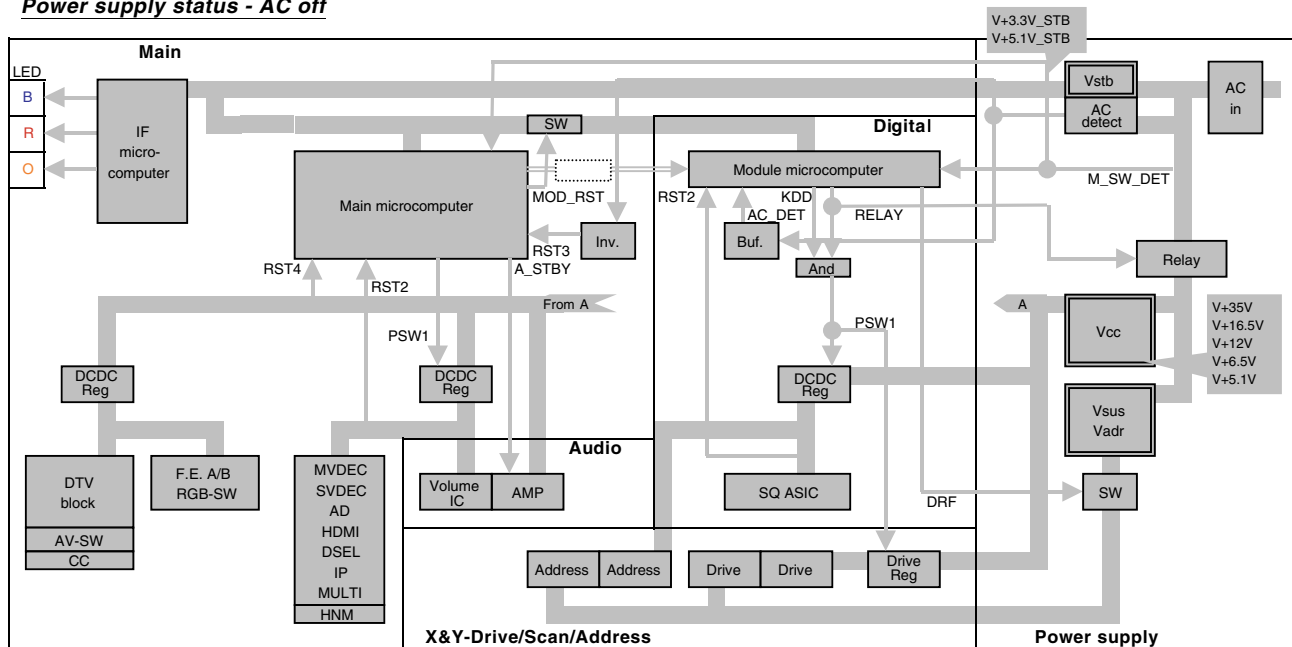 Power supply status - AC off
V+3.3V_STB
V+5.1V_STB
Main
LED
B
R
O
IF
micro-
computer
SW
Digital
Vstb
AC
detect
AC
in
Main microcomputer
MOD_RST
Module microcomputer
M_SW_DET
RST2
AC_DET
KDD
RELAY
RST3
Inv.
Buf.
And
Relay
RST4
RST2
A_STBY
From A
A
PSW1
PSW1
Vcc
V+35V
V+16.5V
V+12V
V+6.5V
V+5.1V
DCDC
Reg
DCDC
Reg
DCDC
Reg
Vsus
Vadr
Audio
DTV
block
AV-SW
CC
F.E. A/B
RGB-SW
MVDEC
SVDEC
AD
HDMI
DSEL
IP
MULTI
HNM
Volume
IC
AMP
SQ ASIC
DRF
SW
Address
Address
Drive
Drive
Drive
Reg
X&Y-Drive/Scan/Address
Power supply